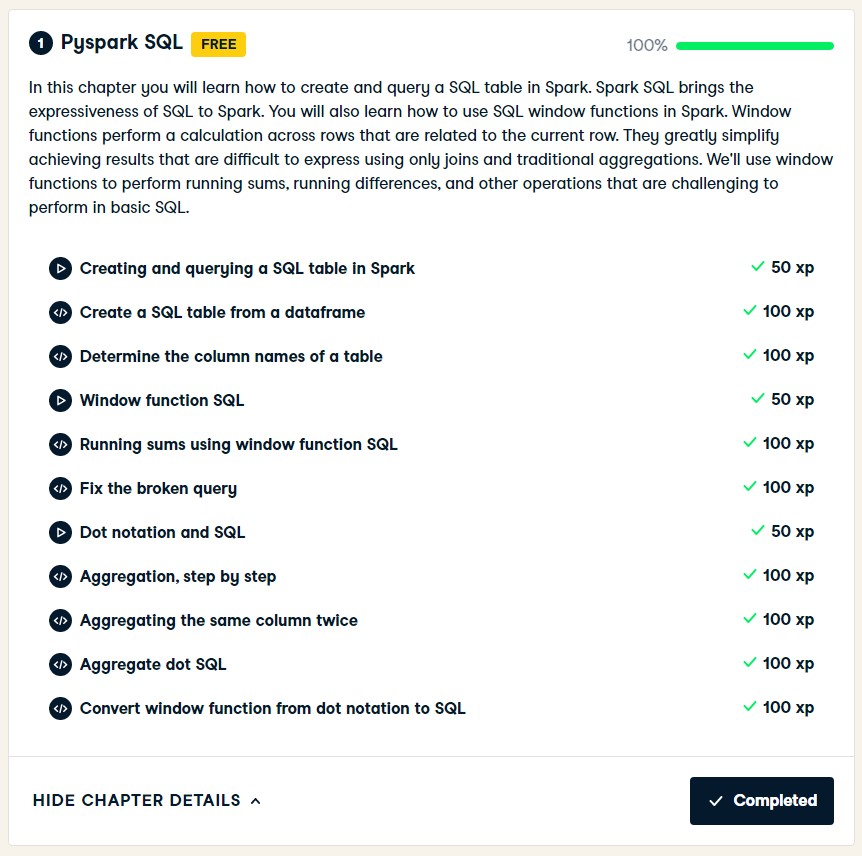 1 Pyspark SQL FREE 100%
In this chapter you will learn how to create and query a SQL table in Spark. Spark SQL brings the
expressiveness of SQL to Spark. You will also learn how to use SQL window functions in Spark. Window
functions perform a calculation across rows that are related to the current row. They greatly simplify
achieving results that are difficult to express using only joins and traditional aggregations. We'll use window
functions to perform running sums, running differences, and other operations that are challenging to
perform in basic SQL.
Creating and querying a SQL table in Spark 50 xp
Create a SQL table from a dataframe 100 xp
Determine the column names of a table 100 xp
Window function SQL 50 xp
Running sums using window function SQL 100 xp
Fix the broken query 100 xp
Dot notation and SQL 50 xp
Aggregation, step by step 100 xp
Aggregating the same column twice 100 xp
Aggregate dot SQL 100 xp
Convert window function from dot notation to SQL 100 xp
HIDE CHAPTER DETAILS Completed